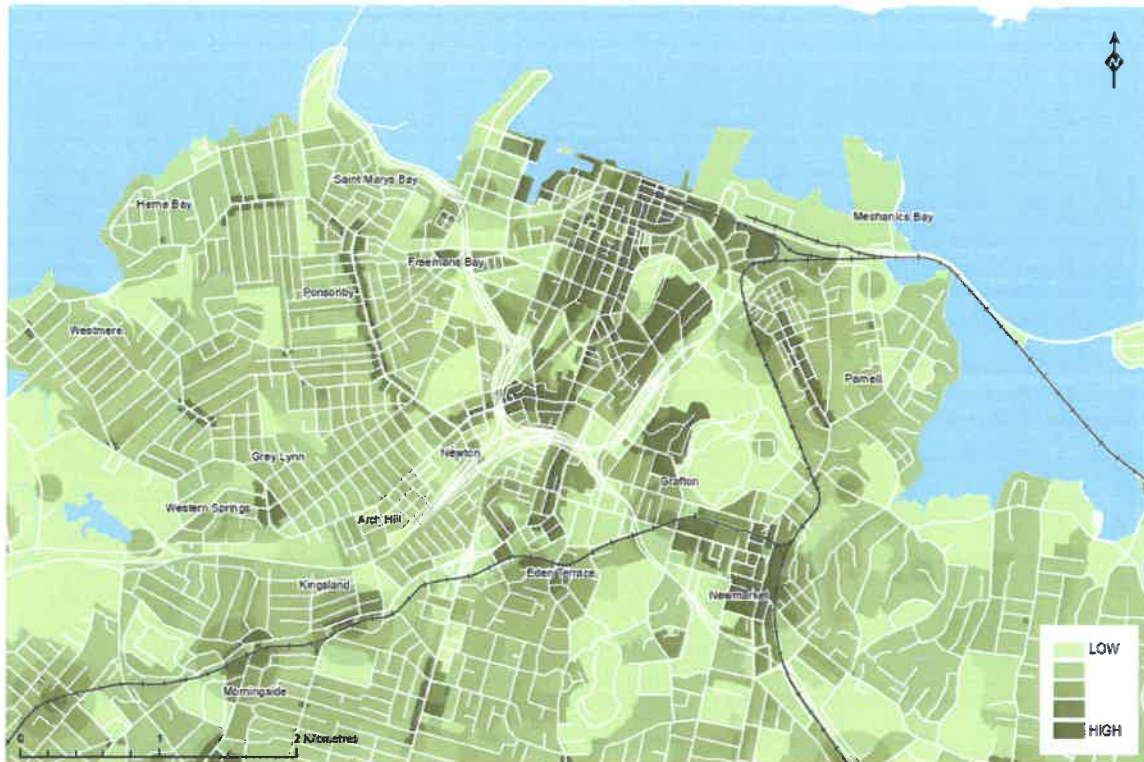 N
Saint Marys Bay
Herne Bay
Mechanics Bay
Freemans Bay
Ponsonby
Westmere
Parnell
Grey Lynn
Newton
Grafton
Western Springs
Arch Hill
Eden Terrace
Kingsland
Newmarket
Morningside
LOW
HIGH
0 1 2 Kilometres